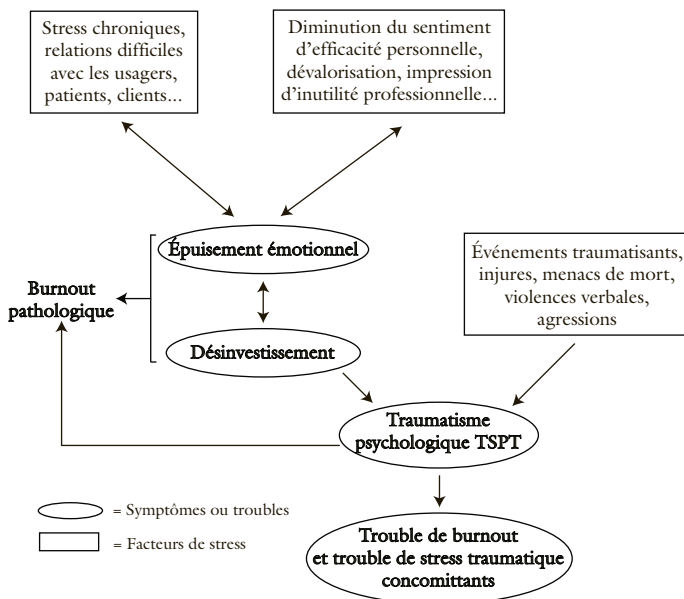 Stress chroniques,
relations difficiles
avec les usagers,
patients, clients...
Diminution du sentiment
d'efficacité personnelle,
dévalorisation, impression
d'inutilité professionnelle...
Épuisement émotionnel
Événements traumatisants,
injures, menacs de mort,
violences verbales,
agressions
Burnout
pathologique
Désinvestissement
Traumatisme
psychologique TSPT
= Symptômes ou troubles
= Facteurs de stress
Trouble de burnout
et trouble de stress traumatique
concomittants